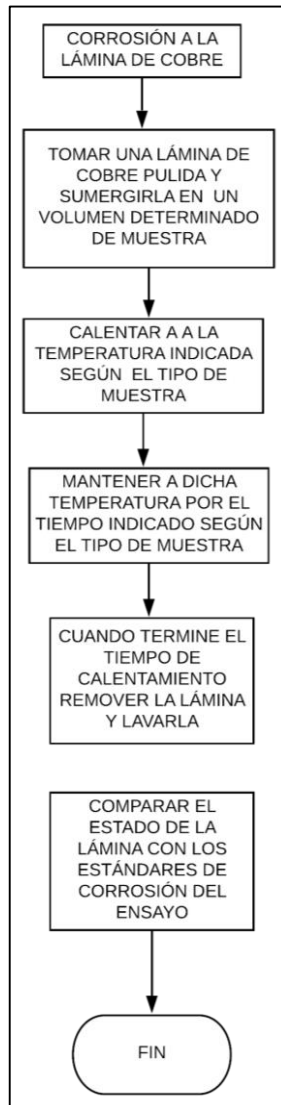 CORROSIÓN A LA
LÁMINA DE COBRE
TOMAR UNA LÁMINA DE
COBRE PULIDA Y
SUMERGIRLA EN UN
VOLUMEN DETERMINADO
DE MUESTRA
CALENTAR A A LA
TEMPERATURA INDICADA
SEGÚN EL TIPO DE
MUESTRA
MANTENER A DICHA
TEMPERATURA POR EL
TIEMPO INDICADO SEGÚN
EL TIPO DE MUESTRA
CUANDO TERMINE EL
TIEMPO DE
CALENTAMIENTO
REMOVER LA LÁMINA
Y LAVARLA
COMPARAR EL
ESTADO DE LA
LÁMINA CON LOS
ESTÁNDARES DE
CORROSIÓN DEL
ENSAYO
FIN